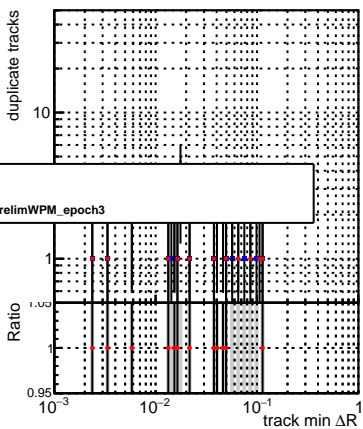 duplicate tracks
10
relimWPM_epoch3
1
1.05
Ratio
1
0.95
10⁻³ 10⁻² 10⁻¹ 1
track min ΔR